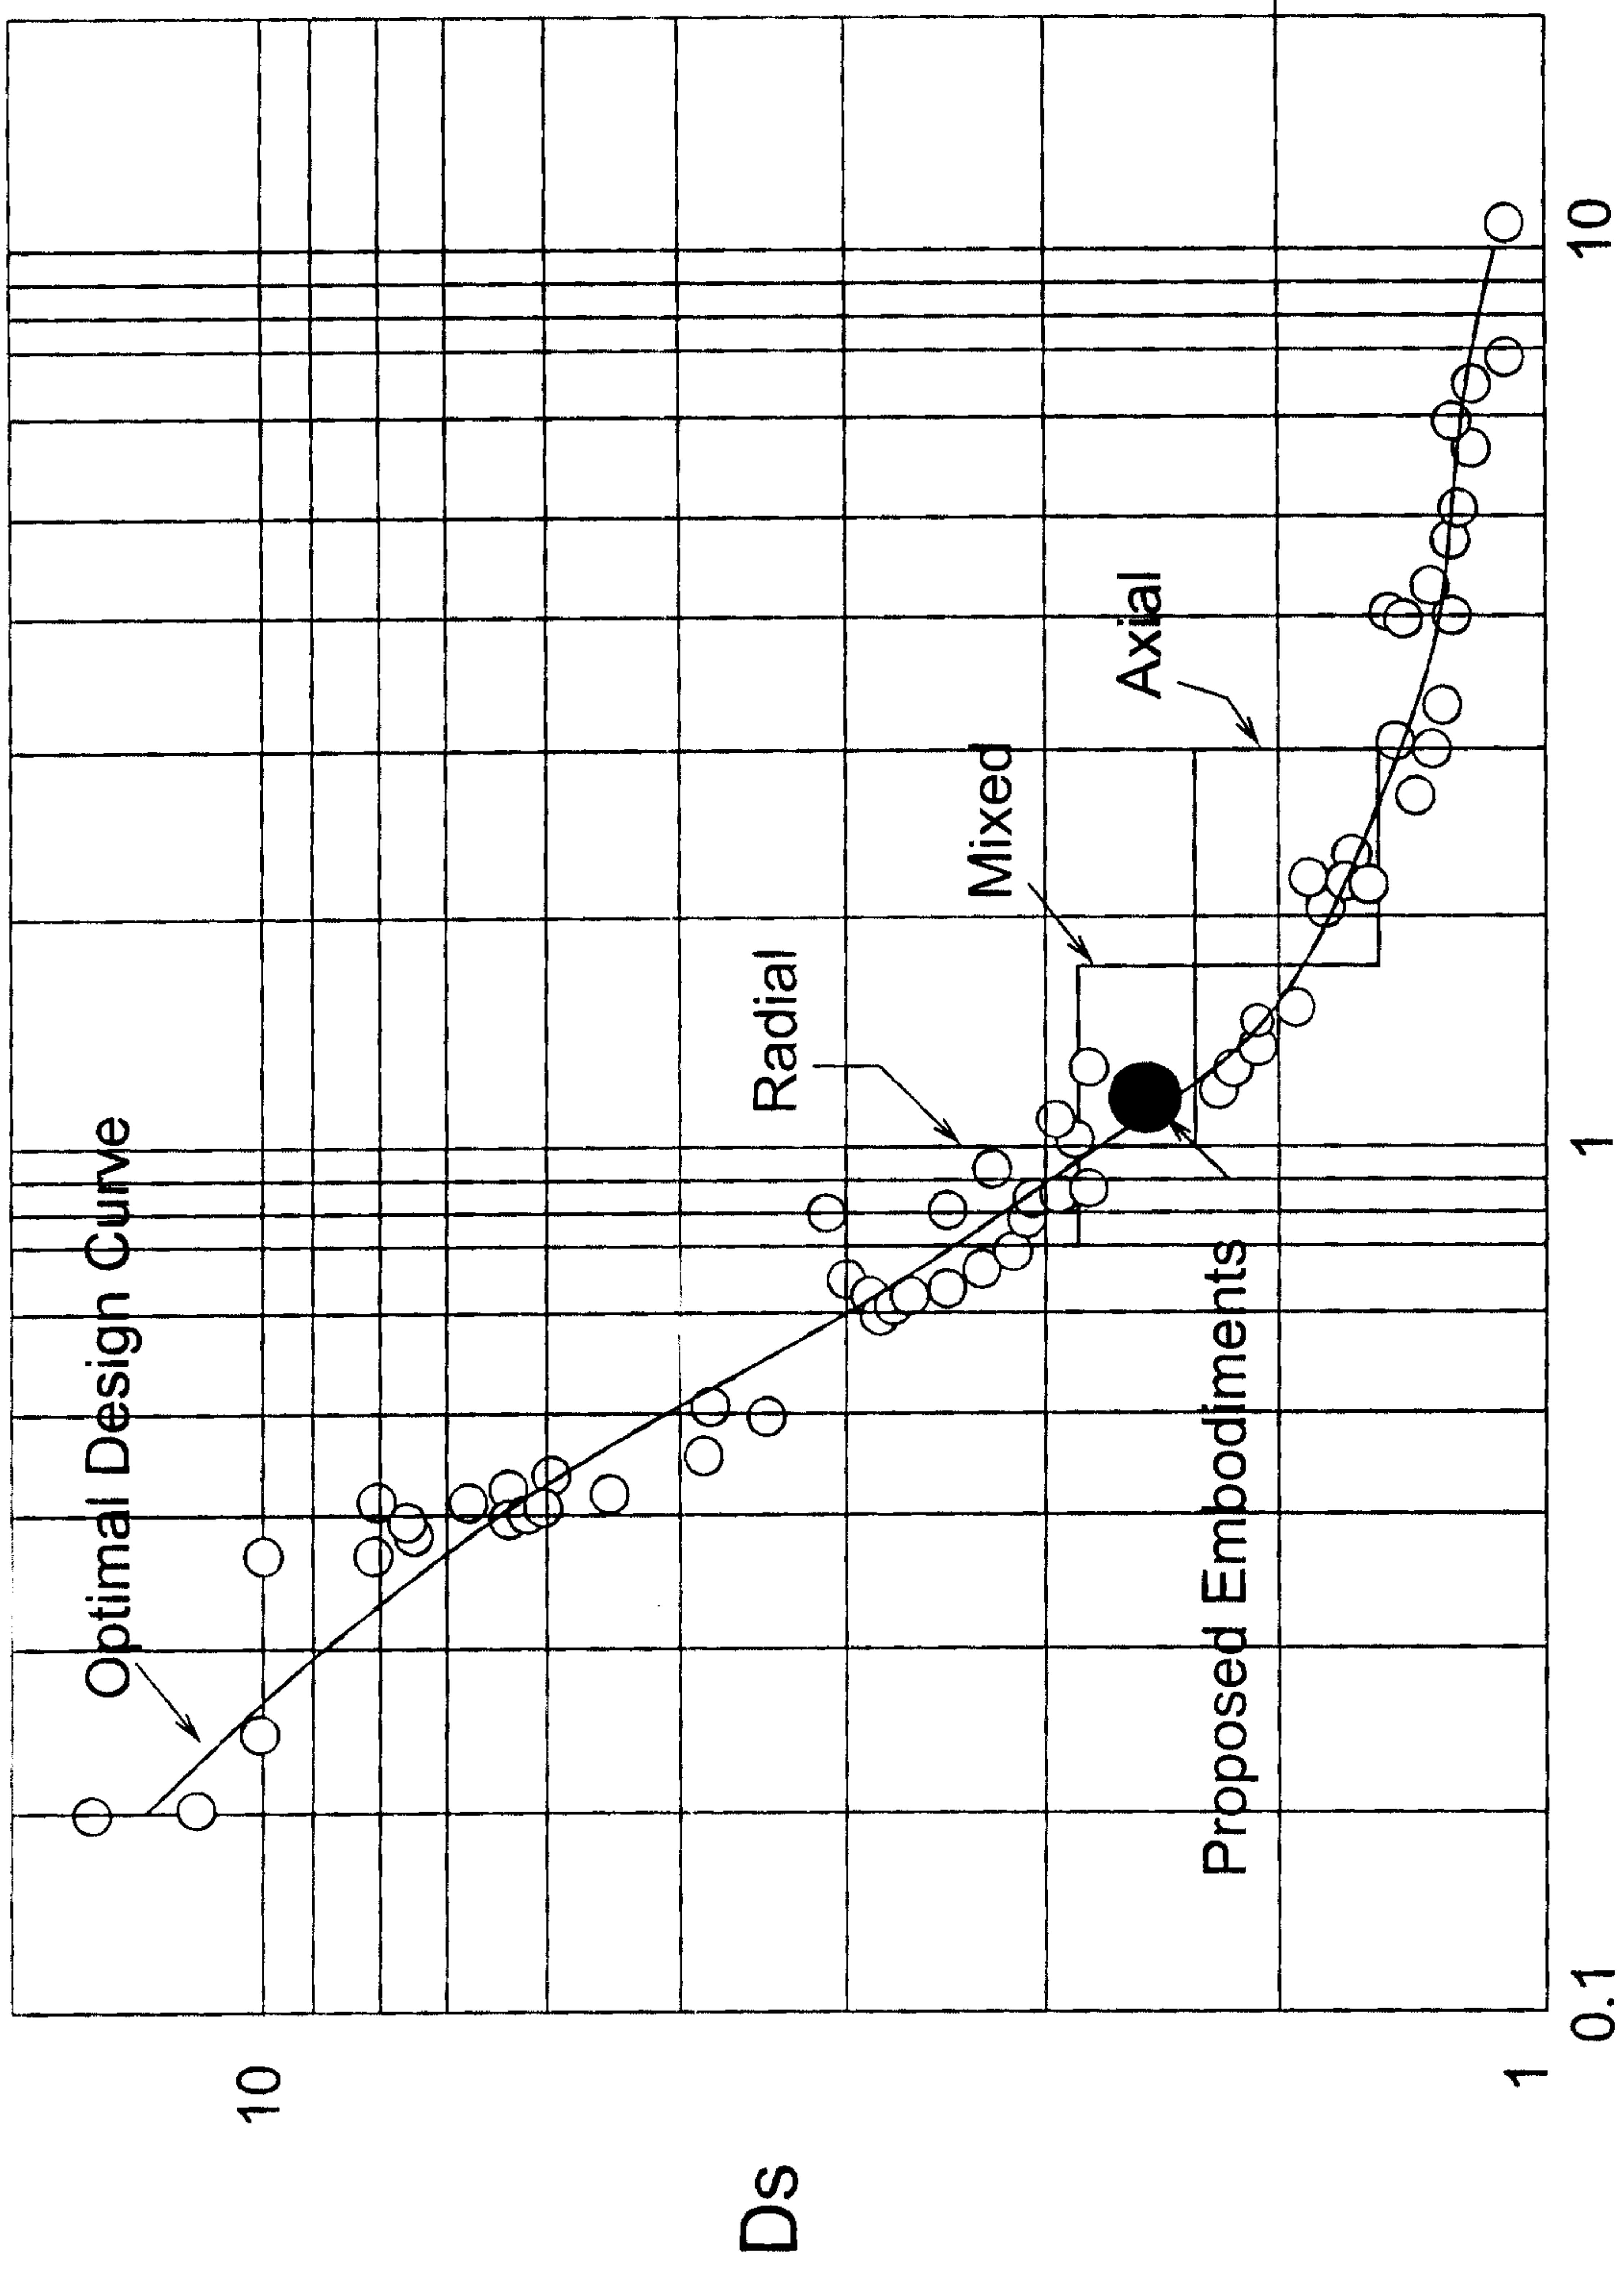 Optimal Design Curve
10
Radial
Mixed
Ds
Axial
Proposed Embodiments
1
0.1
1
10